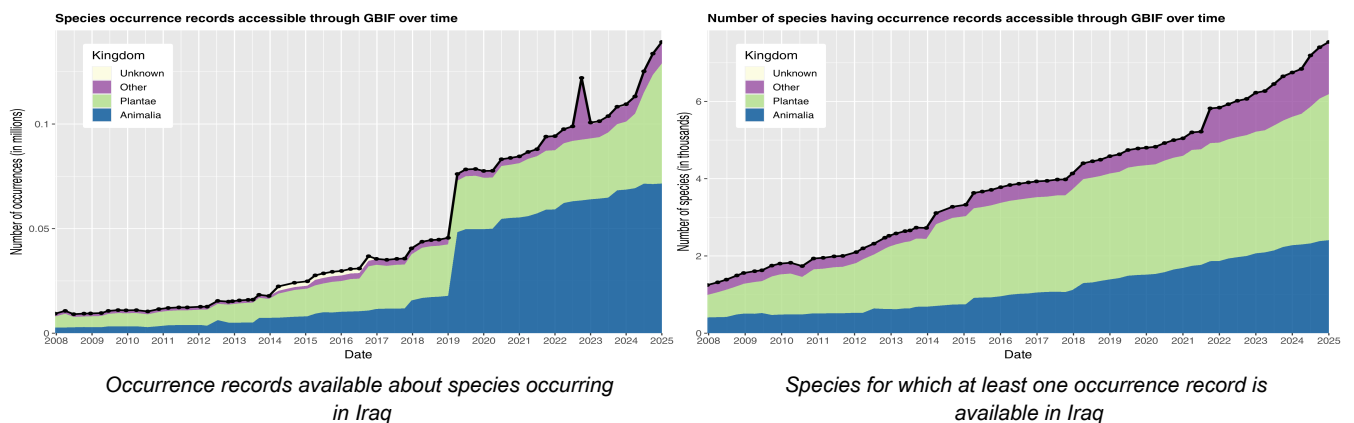 Species occurrence records accessible through GBIF over time
Number of occurrences (in millions)
Kingdom
Unknown
Other
Plantae
Animalia
0.1
0.05
0
2008 2009 2010 2011 2012 2013 2014 2015 2016 2017 2018 2019 2020 2021 2022 2023 2024 2025
Date
Occurrence records available about species occurring
in Iraq
Number of species having occurrence records accessible through GBIF over time
Number of species (in thousands)
Kingdom
Unknown
Other
Plantae
Animalia
6
4
2
0
2008 2009 2010 2011 2012 2013 2014 2015 2016 2017 2018 2019 2020 2021 2022 2023 2024 2025
Date
Species for which at least one occurrence record is
available in Iraq